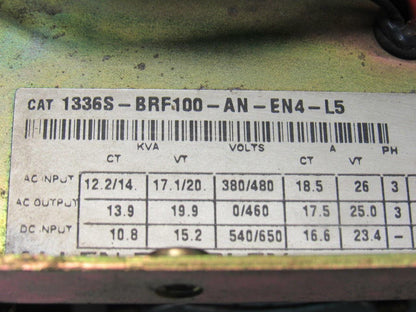 CAT 1336S-BRF100-AN-EN4-L5
KVA VOLTS A PH
CT VT CT VT
AC INPUT 12.2/14. 17.1/20. 380/480 18.5 26 3
AC OUTPUT 13.9 19.9 0/460 17.5 25.0 3
DC INPUT 10.8 15.2 540/650 16.6 23.4 -